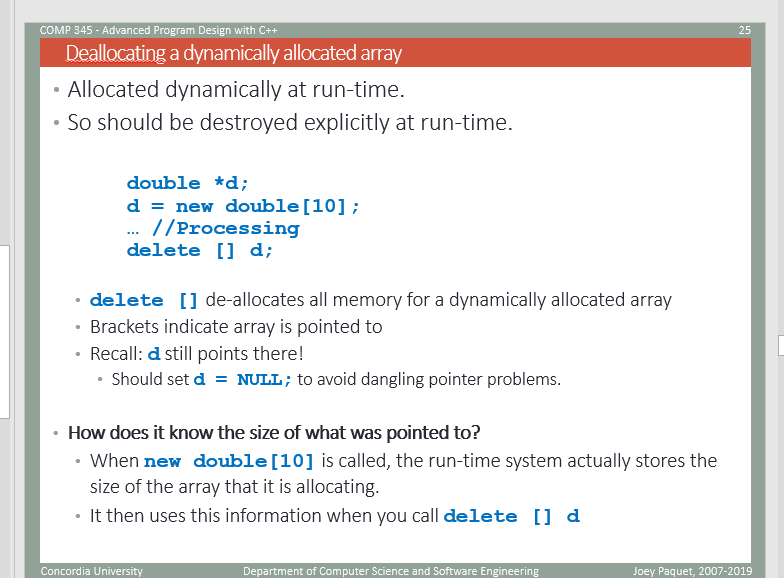 COMP 345 - Advanced Program Design with C++ 25
Deallocating a dynamically allocated array
• Allocated dynamically at run-time.
• So should be destroyed explicitly at run-time.
double *d;
d = new double[10];
… //Processing
delete [] d;
• delete [] de-allocates all memory for a dynamically allocated array
• Brackets indicate array is pointed to
• Recall: d still points there!
• Should set d = NULL; to avoid dangling pointer problems.
• How does it know the size of what was pointed to?
• When new double[10] is called, the run-time system actually stores the
size of the array that it is allocating.
• It then uses this information when you call delete [] d
Concordia University Department of Computer Science and Software Engineering Joey Paquet, 2007-2019